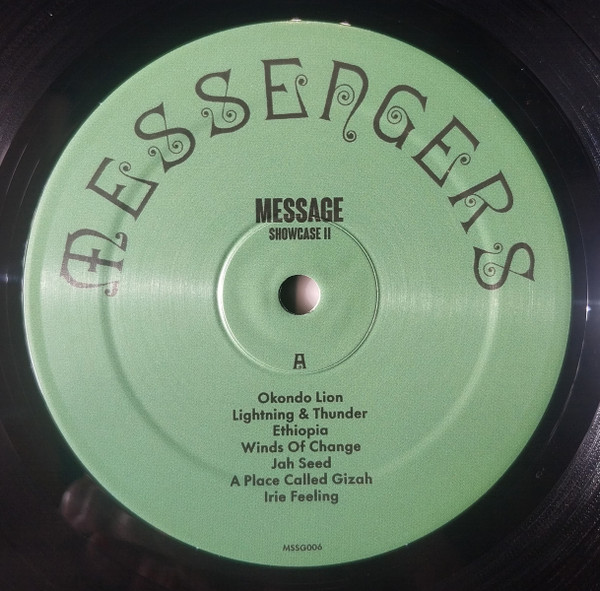 MESSENGERS
MESSAGE
SHOWCASE II
A
Okondo Lion
Lightning & Thunder
Ethiopia
Winds Of Change
Jah Seed
A Place Called Gizah
Irie Feeling
MSSG006